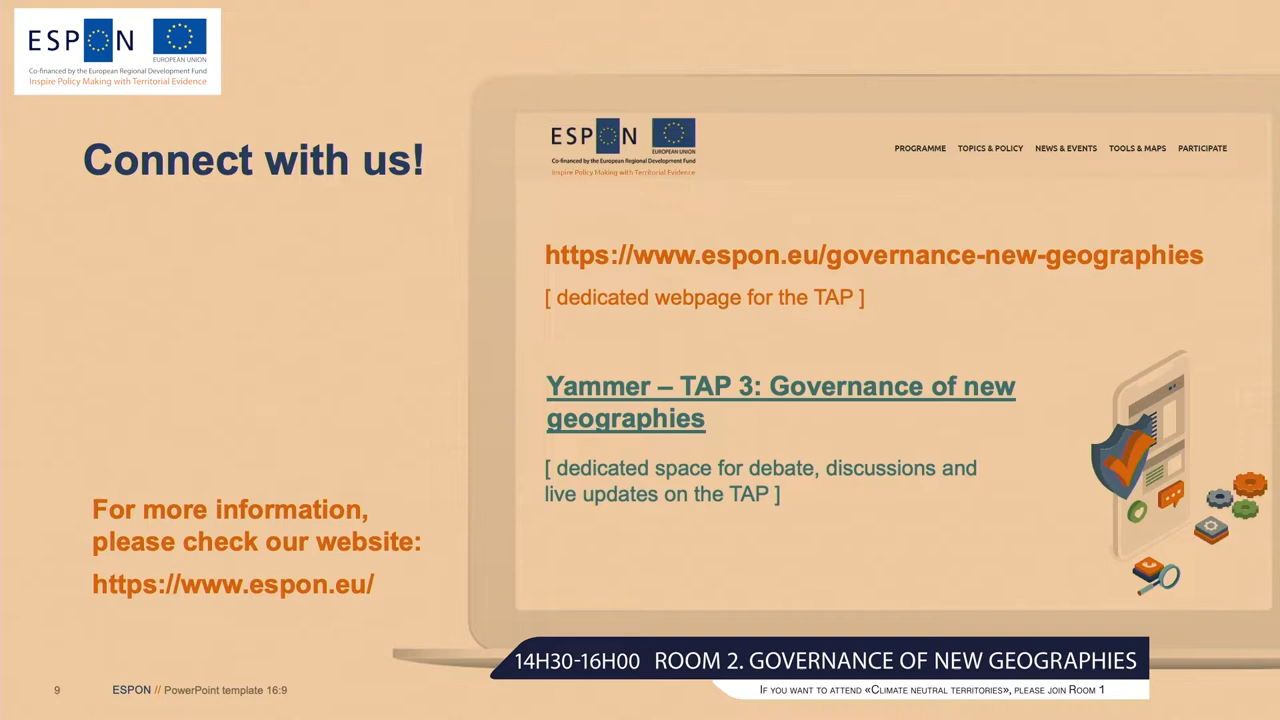 ESPON
EUROPEAN UNION
Co-financed by the European Regional Development Fund
Inspire Policy Making with Territorial Evidence
Connect with us!
ESPON
EUROPEAN UNION
Co-financed by the European Regional Development Fund
Inspire Policy Making with Territorial Evidence
PROGRAMME TOPICS & POLICY NEWS & EVENTS TOOLS & MAPS PARTICIPATE
https://www.espon.eu/governance-new-geographies
[ dedicated webpage for the TAP ]
Yammer – TAP 3: Governance of new
geographies
[ dedicated space for debate, discussions and
live updates on the TAP ]
For more information,
please check our website:
https://www.espon.eu/
14H30-16H00 ROOM 2. GOVERNANCE OF NEW GEOGRAPHIES
IF YOU WANT TO ATTEND «CLIMATE NEUTRAL TERRITORIES», PLEASE JOIN ROOM 1
9 ESPON // PowerPoint template 16:9